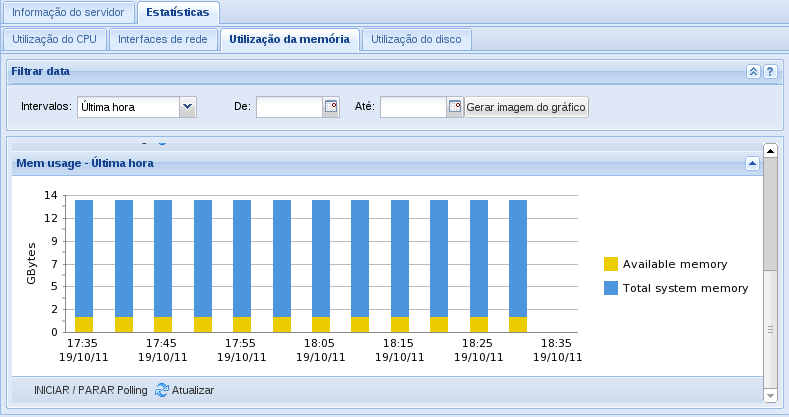 Informação do servidor Estatísticas
Utilização do CPU Interfaces de rede Utilização da memória Utilização do disco
Filtrar data ?
Intervalos: Última hora De: Até: Gerar imagem do gráfico
Mem usage - Última hora
14
12
9
7
5
2
0
GBytes
17:35 17:45 17:55 18:05 18:15 18:25 18:35
19/10/11 19/10/11 19/10/11 19/10/11 19/10/11 19/10/11 19/10/11
Available memory
Total system memory
INICIAR / PARAR Polling Atualizar